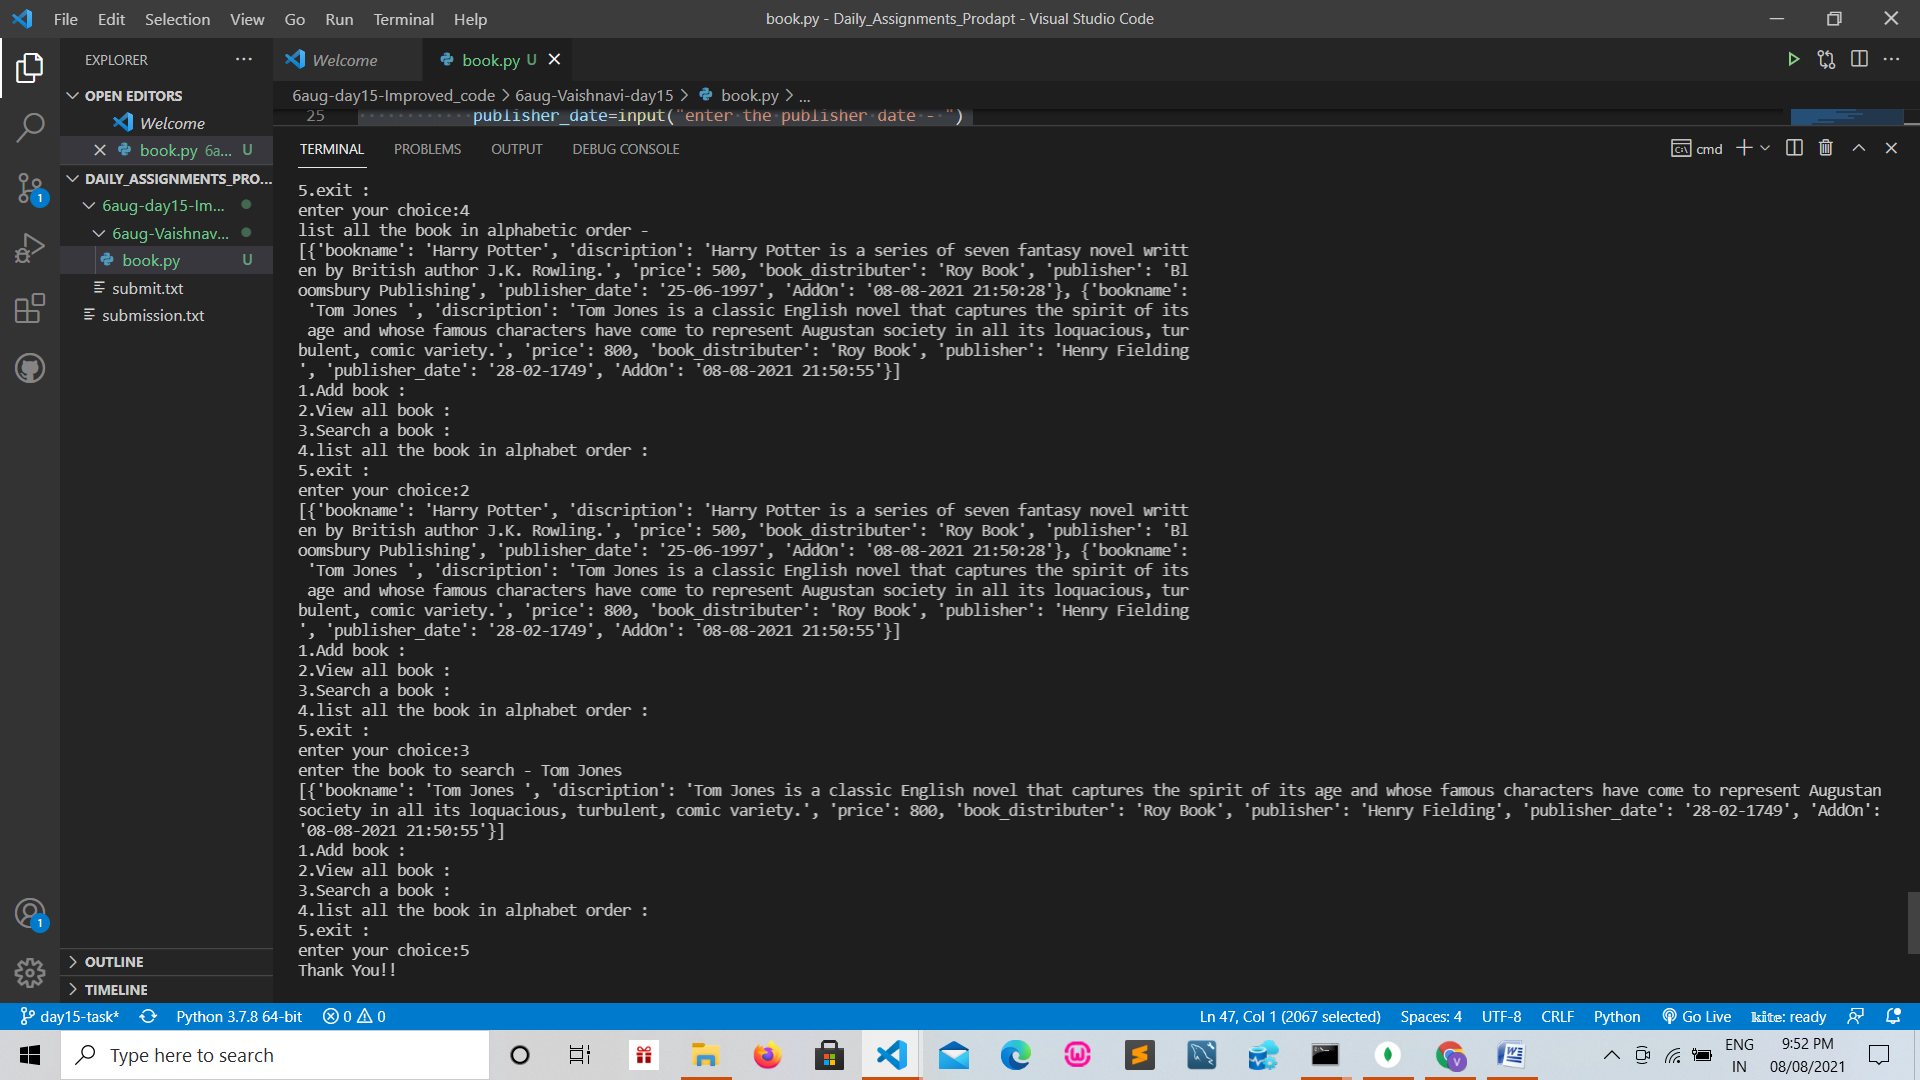 File Edit Selection View Go Run Terminal Help
book.py - Daily_Assignments_Prodapt - Visual Studio Code
EXPLORER
Welcome
book.py U
OPEN EDITORS
Welcome
book.py 6a... U
DAILY_ASSIGNMENTS_PRO...
6aug-day15-Im...
6aug-Vaishnav...
book.py U
submit.txt
submission.txt
OUTLINE
TIMELINE
6aug-day15-Improved_code > 6aug-Vaishnavi-day15 > book.py > ...
25 publisher_date=input("enter the publisher date - ")
TERMINAL PROBLEMS OUTPUT DEBUG CONSOLE
cmd
5.exit :
enter your choice:4
list all the book in alphabetic order -
[{'bookname': 'Harry Potter', 'discription': 'Harry Potter is a series of seven fantasy novel writt
en by British author J.K. Rowling.', 'price': 500, 'book_distributer': 'Roy Book', 'publisher': 'Bl
oomsbury Publishing', 'publisher_date': '25-06-1997', 'AddOn': '08-08-2021 21:50:28'}, {'bookname':
 'Tom Jones ', 'discription': 'Tom Jones is a classic English novel that captures the spirit of its
 age and whose famous characters have come to represent Augustan society in all its loquacious, tur
bulent, comic variety.', 'price': 800, 'book_distributer': 'Roy Book', 'publisher': 'Henry Fielding
', 'publisher_date': '28-02-1749', 'AddOn': '08-08-2021 21:50:55'}]
1.Add book :
2.View all book :
3.Search a book :
4.list all the book in alphabet order :
5.exit :
enter your choice:2
[{'bookname': 'Harry Potter', 'discription': 'Harry Potter is a series of seven fantasy novel writt
en by British author J.K. Rowling.', 'price': 500, 'book_distributer': 'Roy Book', 'publisher': 'Bl
oomsbury Publishing', 'publisher_date': '25-06-1997', 'AddOn': '08-08-2021 21:50:28'}, {'bookname':
 'Tom Jones ', 'discription': 'Tom Jones is a classic English novel that captures the spirit of its
 age and whose famous characters have come to represent Augustan society in all its loquacious, tur
bulent, comic variety.', 'price': 800, 'book_distributer': 'Roy Book', 'publisher': 'Henry Fielding
', 'publisher_date': '28-02-1749', 'AddOn': '08-08-2021 21:50:55'}]
1.Add book :
2.View all book :
3.Search a book :
4.list all the book in alphabet order :
5.exit :
enter your choice:3
enter the book to search - Tom Jones
[{'bookname': 'Tom Jones ', 'discription': 'Tom Jones is a classic English novel that captures the spirit of its age and whose famous characters have come to represent Augustan
society in all its loquacious, turbulent, comic variety.', 'price': 800, 'book_distributer': 'Roy Book', 'publisher': 'Henry Fielding', 'publisher_date': '28-02-1749', 'AddOn':
'08-08-2021 21:50:55'}]
1.Add book :
2.View all book :
3.Search a book :
4.list all the book in alphabet order :
5.exit :
enter your choice:5
Thank You!!
1
1
day15-task* Python 3.7.8 64-bit 0 0 Ln 47, Col 1 (2067 selected) Spaces: 4 UTF-8 CRLF Python Go Live kite: ready
Type here to search
ENG
IN
9:52 PM
08/08/2021